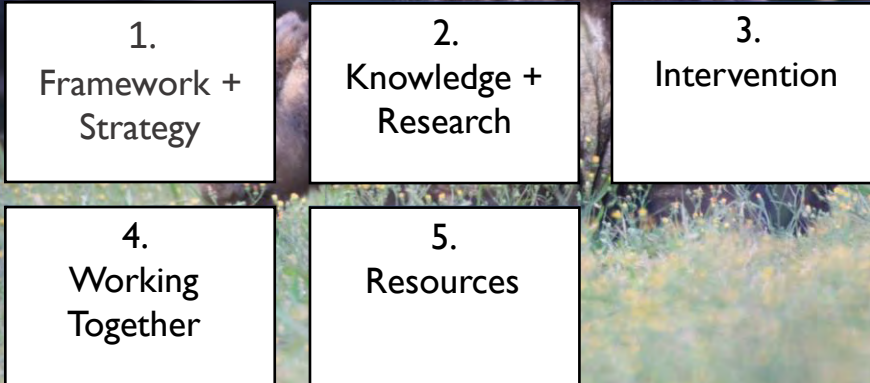 1.
Framework +
Strategy
2.
Knowledge +
Research
3.
Intervention
4.
Working
Together
5.
Resources